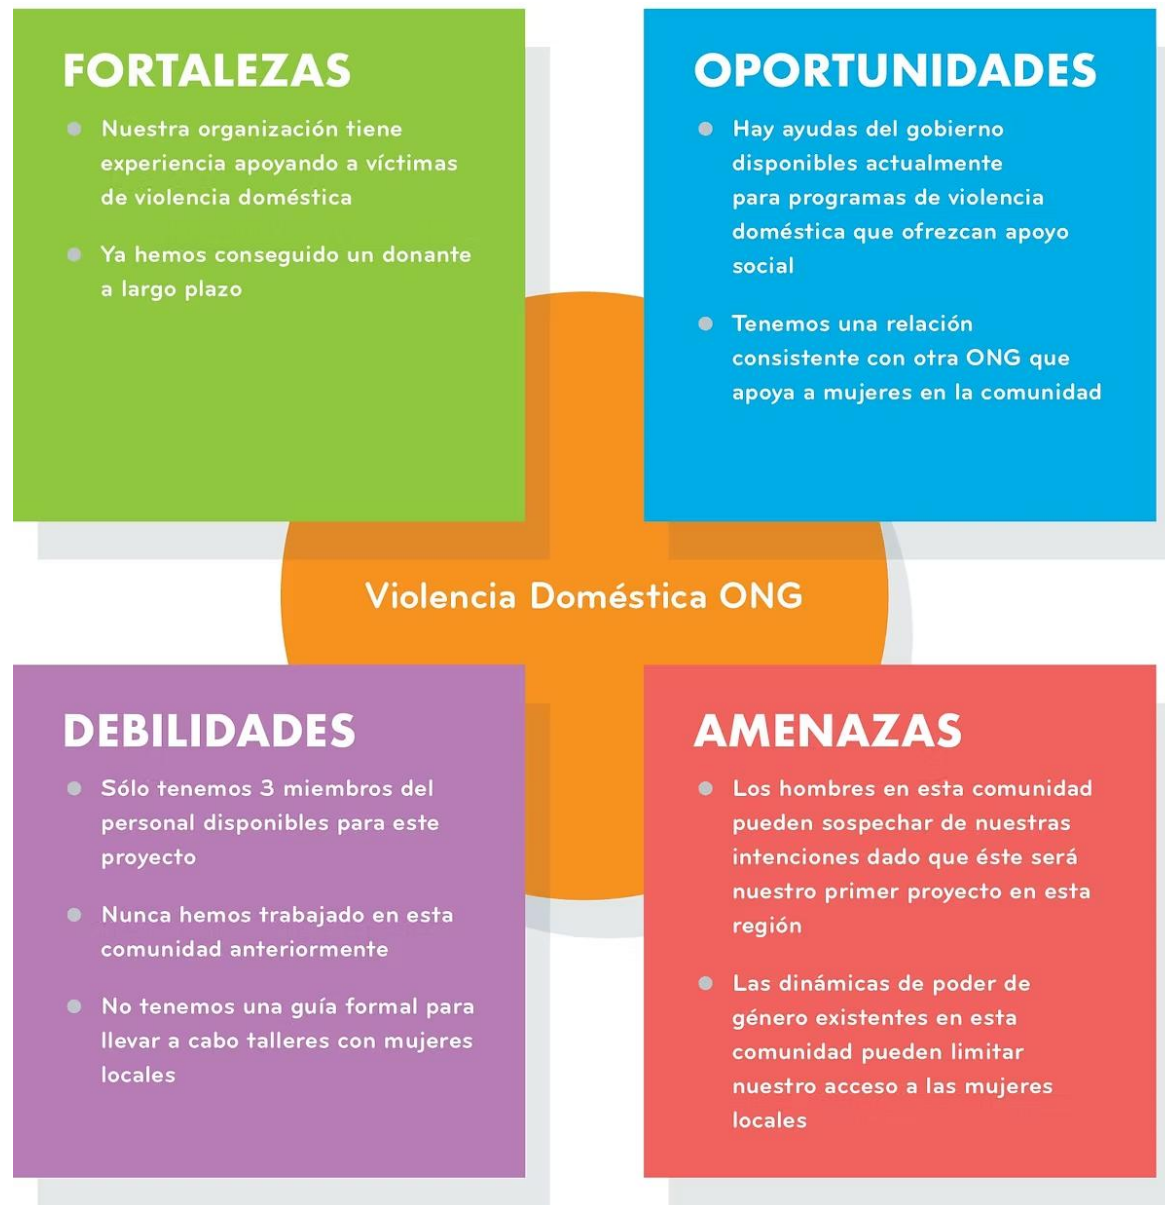 FORTALEZAS
Nuestra organización tiene
experiencia apoyando a víctimas
de violencia doméstica
Ya hemos conseguido un donante
a largo plazo
OPORTUNIDADES
Hay ayudas del gobierno
disponibles actualmente
para programas de violencia
doméstica que ofrezcan apoyo
social
Tenemos una relación
consistente con otra ONG que
apoya a mujeres en la comunidad
Violencia Doméstica ONG
DEBILIDADES
Sólo tenemos 3 miembros del
personal disponibles para este
proyecto
Nunca hemos trabajado en esta
comunidad anteriormente
No tenemos una guía formal para
llevar a cabo talleres con mujeres
locales
AMENAZAS
Los hombres en esta comunidad
pueden sospechar de nuestras
intenciones dado que éste será
nuestro primer proyecto en esta
región
Las dinámicas de poder de
género existentes en esta
comunidad pueden limitar
nuestro acceso a las mujeres
locales